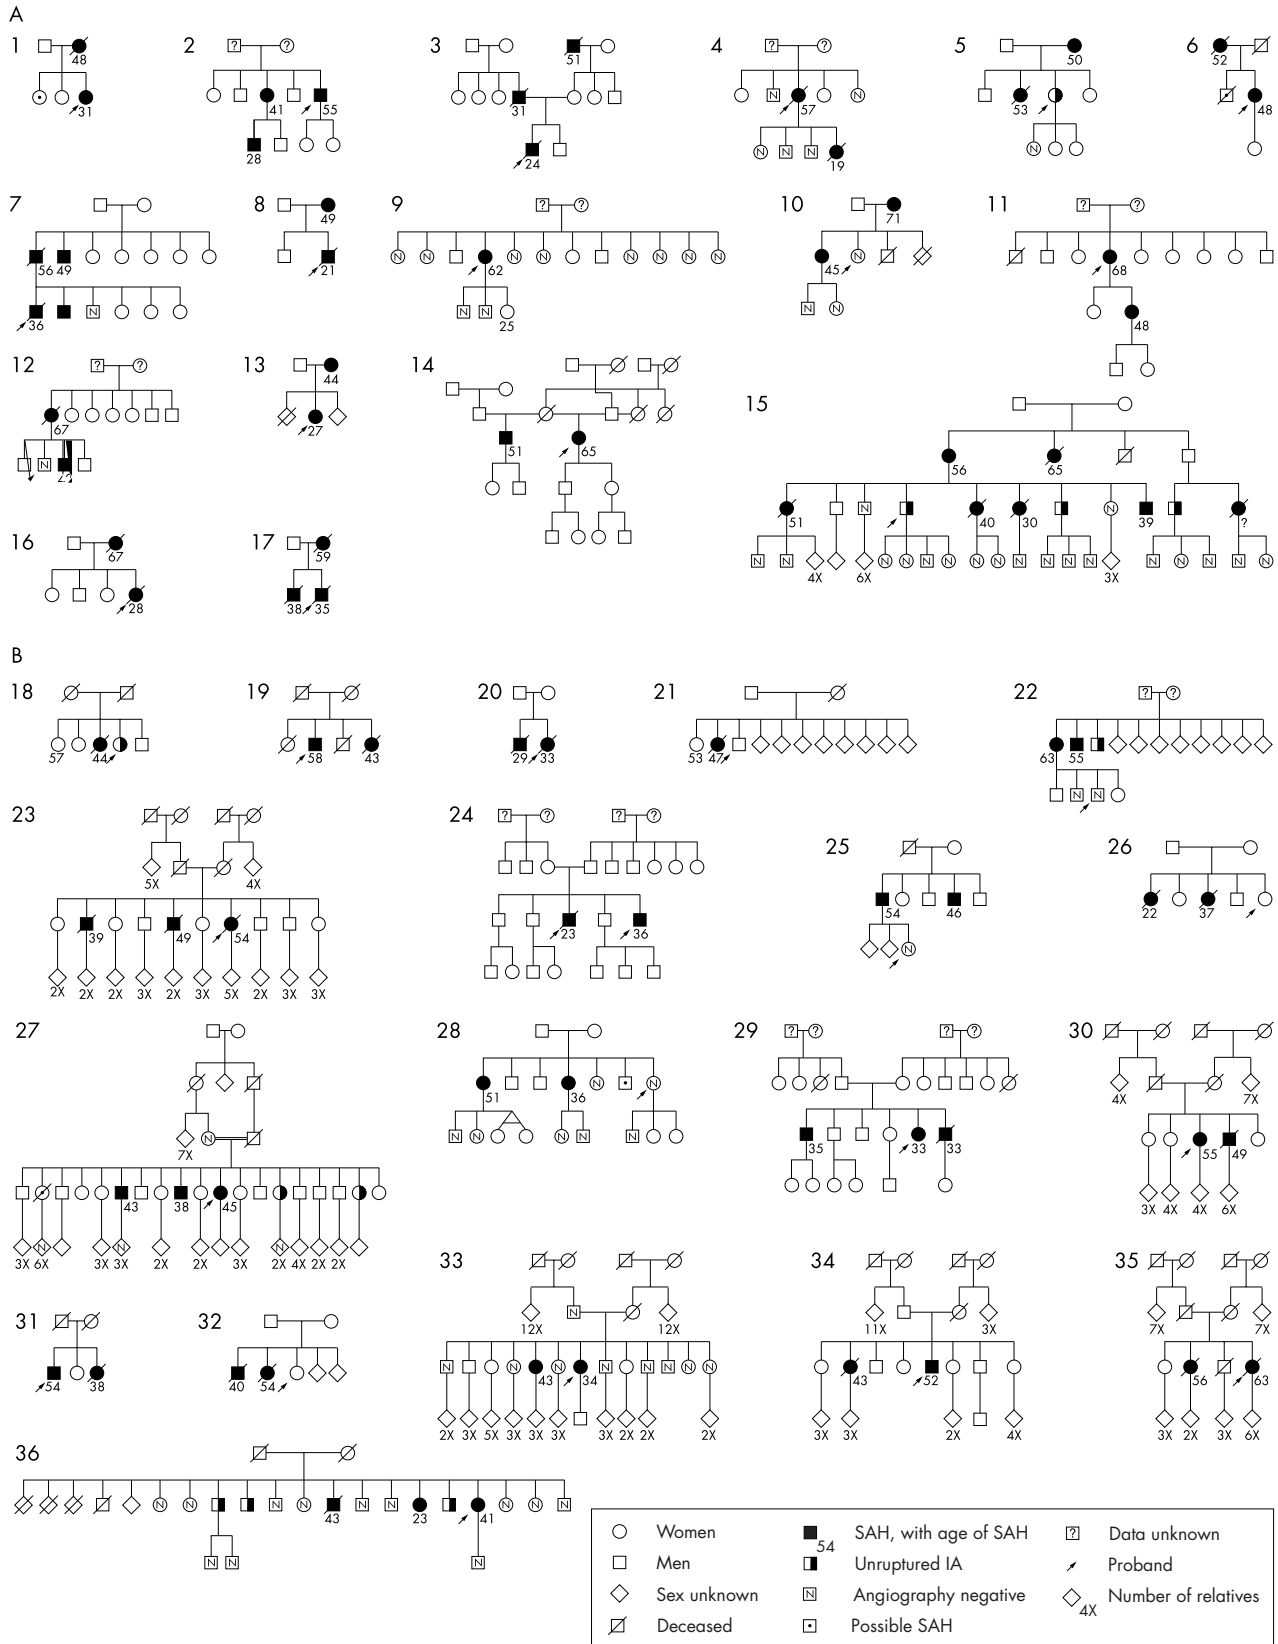 A
1 2 3 4 5 6
48 ? ? 51 ? ? 50 52
31 41 55 31 57 N N 53 48
28 24 N N N 19 N
7 8 9 10 11
49 ? ? 71 ? ?
56 49 21 N N 62 N N N N N N 45 N 68
36 N N N 25 N N 48
12 13 14 15
? ? 44
67 27 51 65 56 65
N 51 N 40 30 N 39 ?
N N 4X 6X N N N N N N N N N N 3X N N N N N
16 17
67 59
28 38 35
B
18 19 20 21 22
? ?
57 44 58 43 29 33 53 47 63 55
N N
23 24 25 26
? ? ? ?
5X 4X
39 49 54 23 36 54 46 22 37
N
2X 2X 2X 3X 2X 3X 5X 2X 3X 3X
27 28 29 30
? ? ? ?
51 36 N N 4X 7X
7X N N N N N N 35 33 33 55 49
43 38 45
N N N
3X 6X 3X 3X 2X 2X 3X 2X 4X 2X 2X
3X 4X 4X 6X
33 34 35
N
12X 12X 11X 3X 7X 7X
31 32
N N 43 N 34 N N N N N 43 52 56 63
54 38 40 54
2X 3X 5X 3X 3X 3X 3X 2X 2X 2X 3X 3X 2X 4X 3X 2X 3X 6X
36
N N N N 43 N N 23 41 N N N
N N N
Women SAH, with age of SAH ? Data unknown
54
Men Unruptured IA Proband
Sex unknown N Angiography negative Number of relatives
4X
Deceased Possible SAH